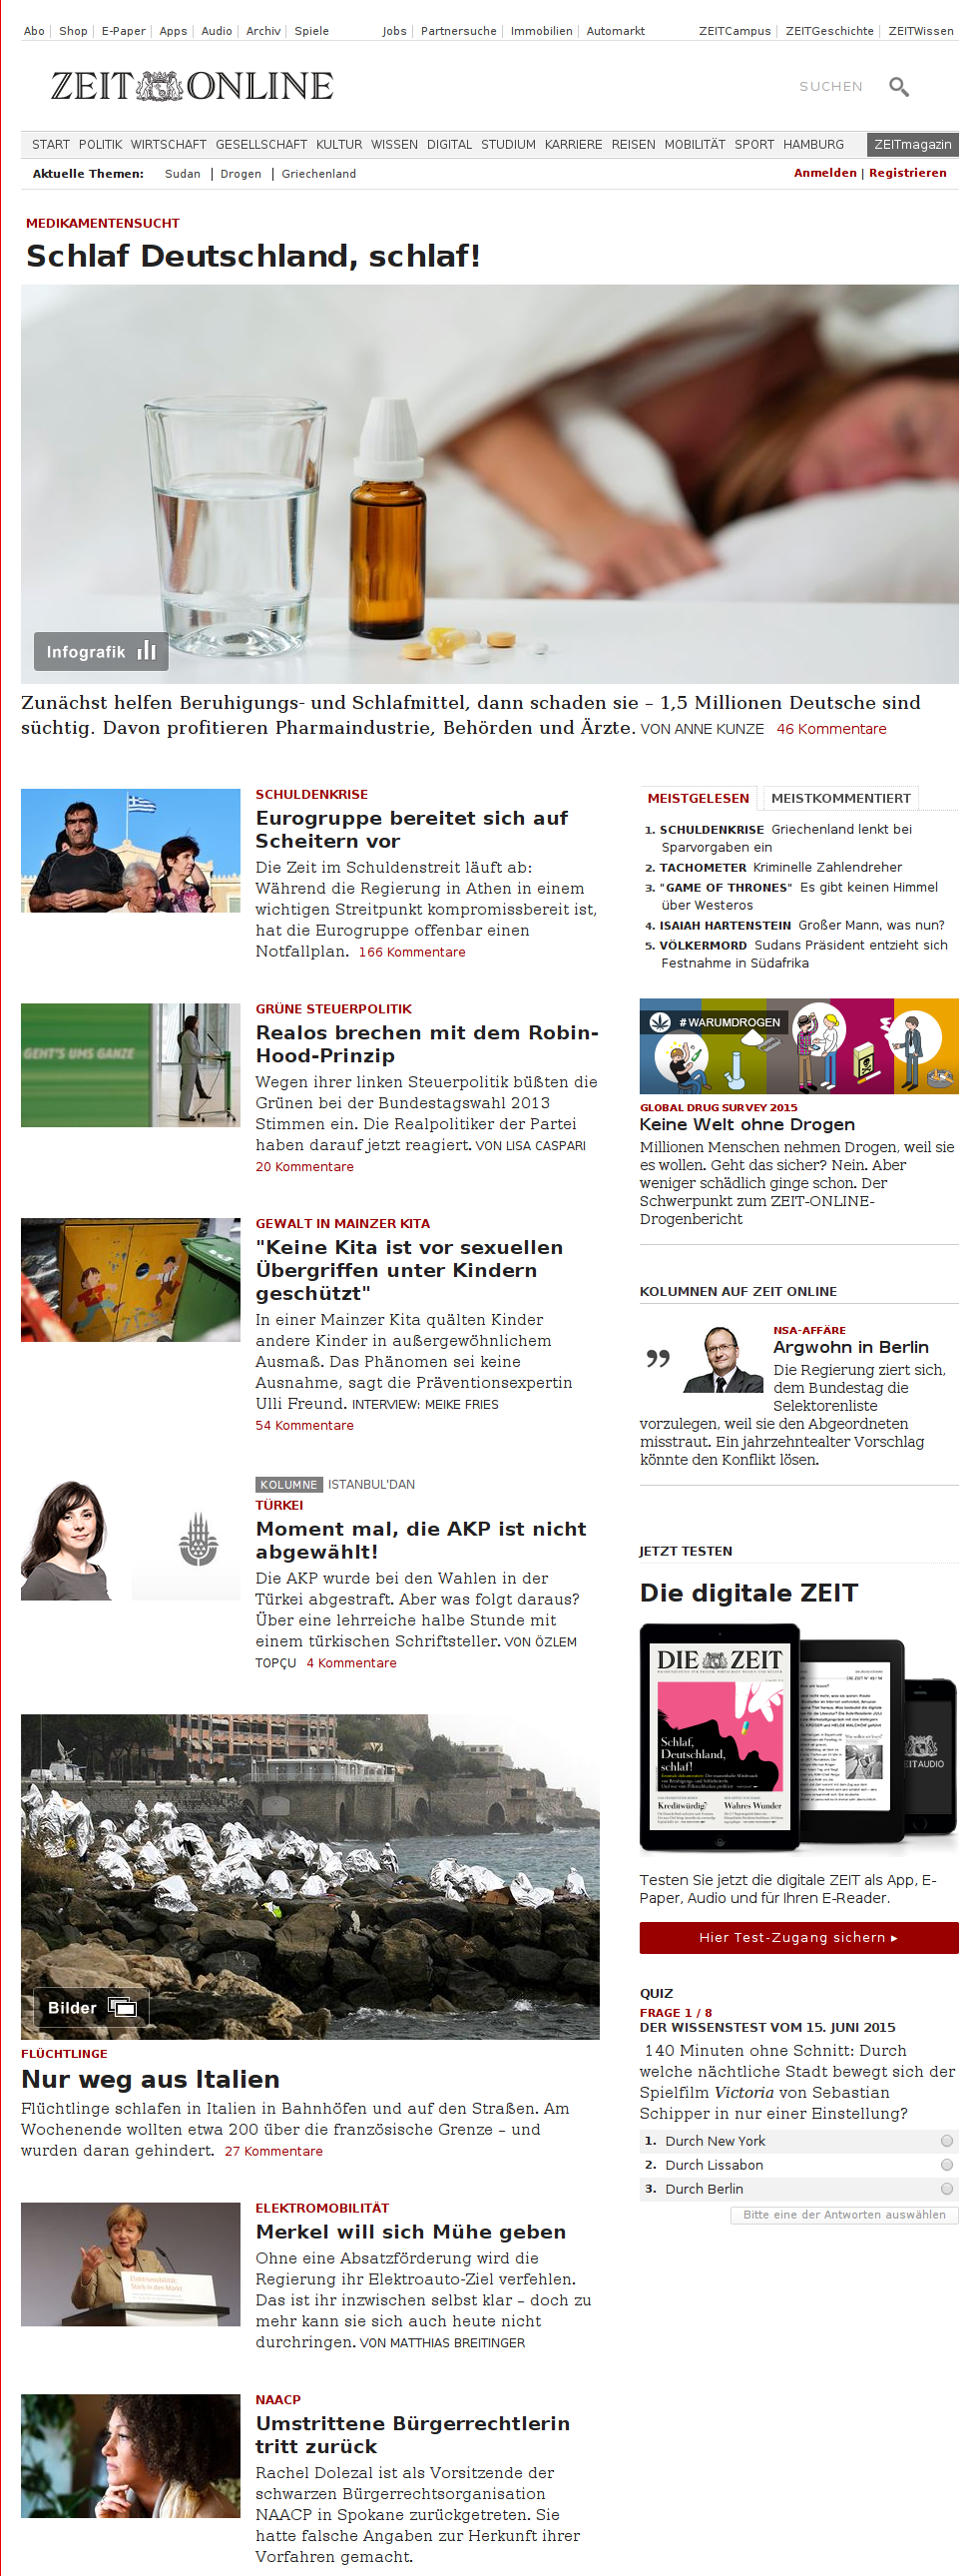 Abo Shop E-Paper Apps Audio Archiv Spiele Jobs Partnersuche Immobilien Automarkt ZEITCampus ZEITGeschichte ZEITWissen
ZEIT ONLINE
SUCHEN
START POLITIK WIRTSCHAFT GESELLSCHAFT KULTUR WISSEN DIGITAL STUDIUM KARRIERE REISEN MOBILITÄT SPORT HAMBURG ZEITmagazin
Aktuelle Themen: Sudan | Drogen | Griechenland
Anmelden | Registrieren
MEDIKAMENTENSUCHT
Schlaf Deutschland, schlaf!
Infografik
Zunächst helfen Beruhigungs- und Schlafmittel, dann schaden sie – 1,5 Millionen Deutsche sind
süchtig. Davon profitieren Pharmaindustrie, Behörden und Ärzte. VON ANNE KUNZE 46 Kommentare
SCHULDENKRISE
Eurogruppe bereitet sich auf
Scheitern vor
Die Zeit im Schuldenstreit läuft ab:
Während die Regierung in Athen in einem
wichtigen Streitpunkt kompromissbereit ist,
hat die Eurogruppe offenbar einen
Notfallplan. 166 Kommentare
GEHT'S UMS GANZE
GRÜNE STEUERPOLITIK
Realos brechen mit dem Robin-
Hood-Prinzip
Wegen ihrer linken Steuerpolitik büßten die
Grünen bei der Bundestagswahl 2013
Stimmen ein. Die Realpolitiker der Partei
haben darauf jetzt reagiert. VON LISA CASPARI
20 Kommentare
GEWALT IN MAINZER KITA
"Keine Kita ist vor sexuellen
Übergriffen unter Kindern
geschützt"
In einer Mainzer Kita quälten Kinder
andere Kinder in außergewöhnlichem
Ausmaß. Das Phänomen sei keine
Ausnahme, sagt die Präventionsexpertin
Ulli Freund. INTERVIEW: MEIKE FRIES
54 Kommentare
KOLUMNE ISTANBUL'DAN
TÜRKEI
Moment mal, die AKP ist nicht
abgewählt!
Die AKP wurde bei den Wahlen in der
Türkei abgestraft. Aber was folgt daraus?
Über eine lehrreiche halbe Stunde mit
einem türkischen Schriftsteller. VON ÖZLEM
TOPÇU 4 Kommentare
Bilder
FLÜCHTLINGE
Nur weg aus Italien
Flüchtlinge schlafen in Italien in Bahnhöfen und auf den Straßen. Am
Wochenende wollten etwa 200 über die französische Grenze – und
wurden daran gehindert. 27 Kommentare
ELEKTROMOBILITÄT
Merkel will sich Mühe geben
Ohne eine Absatzförderung wird die
Regierung ihr Elektroauto-Ziel verfehlen.
Das ist ihr inzwischen selbst klar – doch zu
mehr kann sie sich auch heute nicht
durchringen. VON MATTHIAS BREITINGER
NAACP
Umstrittene Bürgerrechtlerin
tritt zurück
Rachel Dolezal ist als Vorsitzende der
schwarzen Bürgerrechtsorganisation
NAACP in Spokane zurückgetreten. Sie
hatte falsche Angaben zur Herkunft ihrer
Vorfahren gemacht.
MEISTGELESEN MEISTKOMMENTIERT
1. SCHULDENKRISE Griechenland lenkt bei
Sparvorgaben ein
2. TACHOMETER Kriminelle Zahlendreher
3. "GAME OF THRONES" Es gibt keinen Himmel
über Westeros
4. ISAIAH HARTENSTEIN Großer Mann, was nun?
5. VÖLKERMORD Sudans Präsident entzieht sich
Festnahme in Südafrika
#WARUMDROGEN
GLOBAL DRUG SURVEY 2015
Keine Welt ohne Drogen
Millionen Menschen nehmen Drogen, weil sie
es wollen. Geht das sicher? Nein. Aber
weniger schädlich ginge schon. Der
Schwerpunkt zum ZEIT-ONLINE-
Drogenbericht
KOLUMNEN AUF ZEIT ONLINE
NSA-AFFÄRE
Argwohn in Berlin
Die Regierung ziert sich,
dem Bundestag die
Selektorenliste
vorzulegen, weil sie den Abgeordneten
misstraut. Ein jahrzehntealter Vorschlag
könnte den Konflikt lösen.
JETZT TESTEN
Die digitale ZEIT
DIE ZEIT
Schlaf,
Deutschland,
schlaf!
Kreditwürdig? Wahres Wunder
ZEITAUDIO
Testen Sie jetzt die digitale ZEIT als App, E-
Paper, Audio und für Ihren E-Reader.
Hier Test-Zugang sichern ▸
QUIZ
FRAGE 1 / 8
DER WISSENSTEST VOM 15. JUNI 2015
140 Minuten ohne Schnitt: Durch
welche nächtliche Stadt bewegt sich der
Spielfilm Victoria von Sebastian
Schipper in nur einer Einstellung?
1. Durch New York
2. Durch Lissabon
3. Durch Berlin
Bitte eine der Antworten auswählen